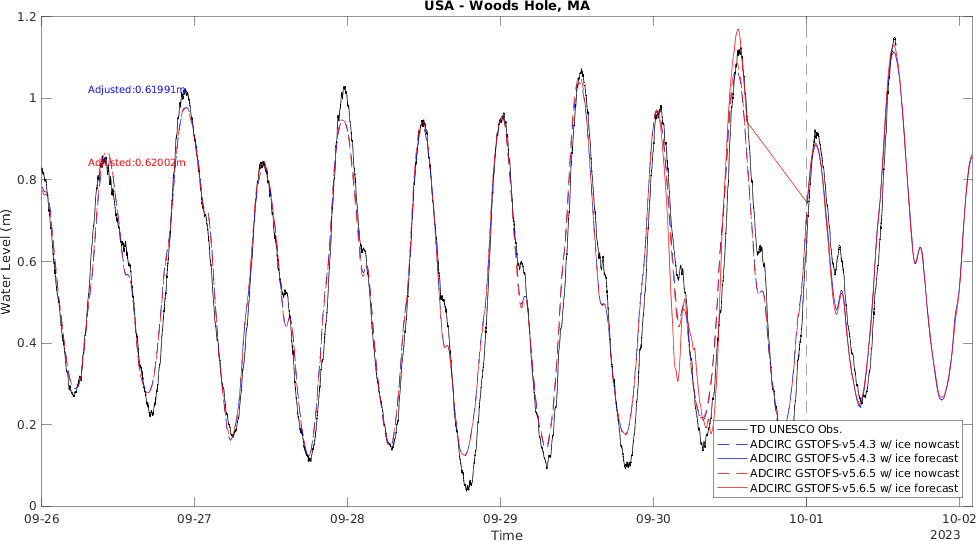 USA - Woods Hole, MA
1.2
1
0.8
0.6
0.4
0.2
0
Water Level (m)
Adjusted:0.61991m
Adjusted:0.62002m
TD UNESCO Obs.
ADCIRC GSTOFS-v5.4.3 w/ ice nowcast
ADCIRC GSTOFS-v5.4.3 w/ ice forecast
ADCIRC GSTOFS-v5.6.5 w/ ice nowcast
ADCIRC GSTOFS-v5.6.5 w/ ice forecast
09-26 09-27 09-28 09-29 09-30 10-01 10-02
Time
2023